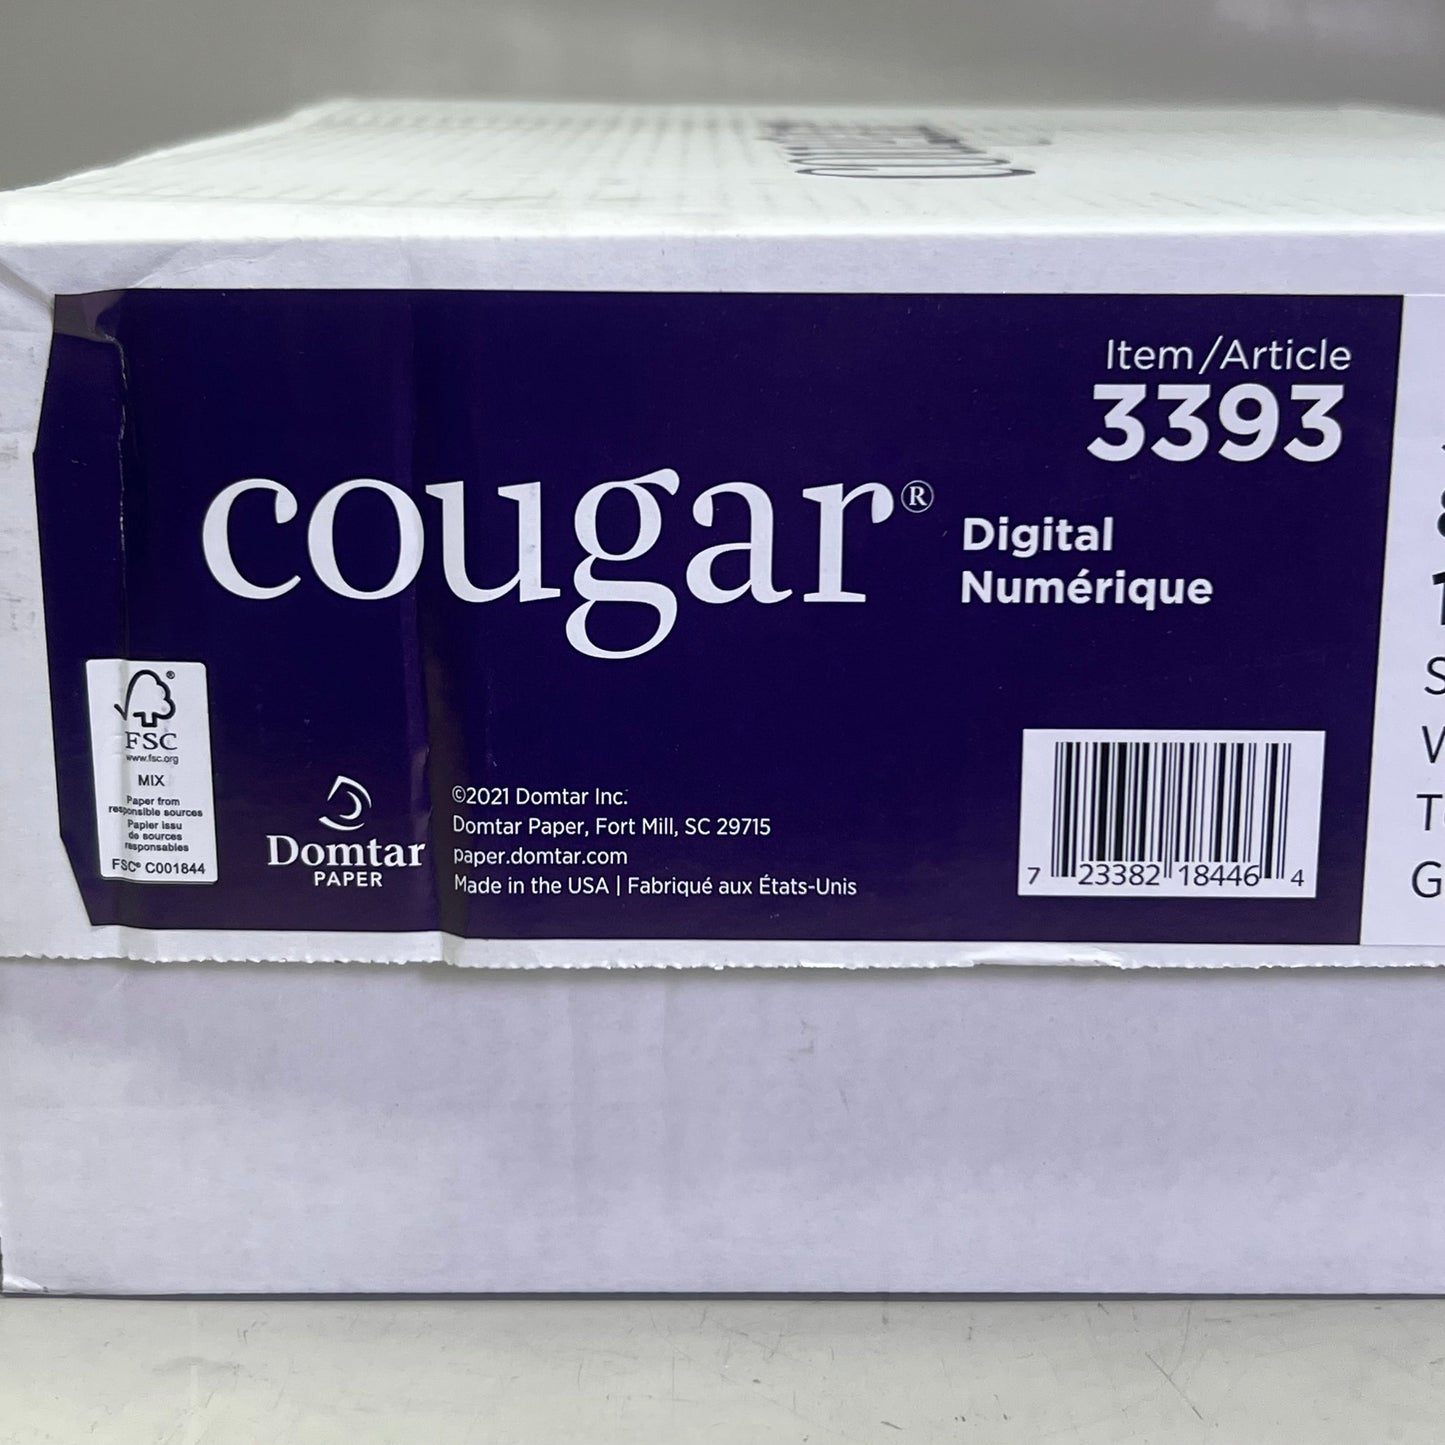 cougar
Item/Article
3393
cougar®
Digital
Numérique
FSC®
www.fsc.org
MIX
Paper from
responsible sources
Papier issu
de sources
responsables
FSC® C001844
Domtar
PAPER
©2021 Domtar Inc.
Domtar Paper, Fort Mill, SC 29715
paper.domtar.com
Made in the USA | Fabriqué aux États-Unis
7 23382 18446 4